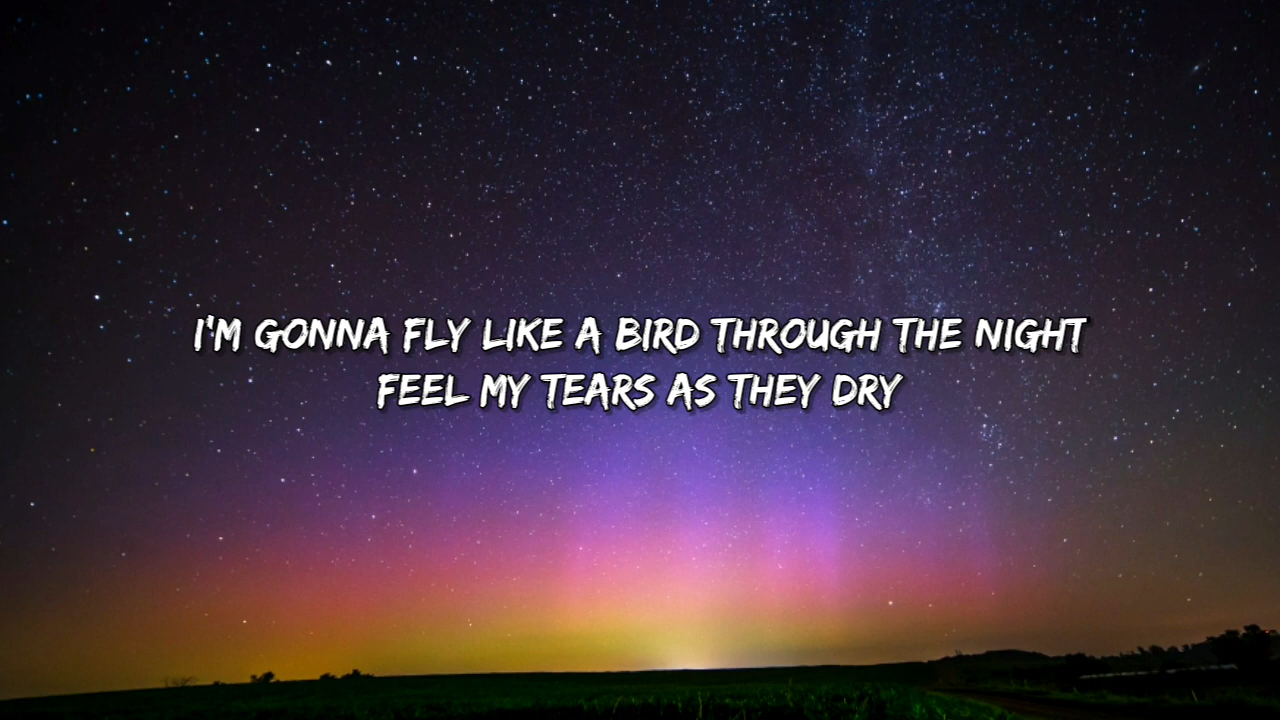 I'M GONNA FLY LIKE A BIRD THROUGH THE NIGHT
FEEL MY TEARS AS THEY DRY